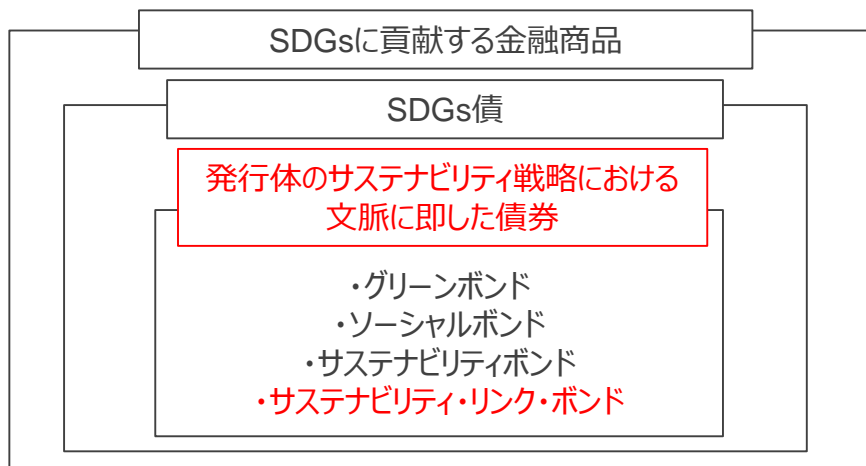 SDGsに貢献する金融商品
SDGs債
発行体のサステナビリティ戦略における
文脈に即した債券
・グリーンボンド
・ソーシャルボンド
・サステナビリティボンド
・サステナビリティ・リンク・ボンド